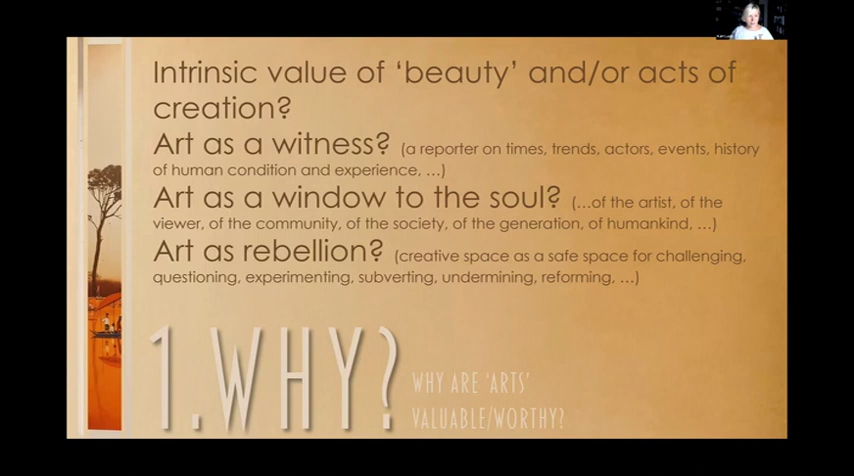 Intrinsic value of ‘beauty’ and/or acts of
creation?
Art as a witness? (a reporter on times, trends, actors, events, history
of human condition and experience, …)
Art as a window to the soul? (…of the artist, of the
viewer, of the community, of the society, of the generation, of humankind, …)
Art as rebellion? (creative space as a safe space for challenging,
questioning, experimenting, subverting, undermining, reforming, …)
1.WHY?
WHY ARE ‘ARTS’
VALUABLE/WORTHY?